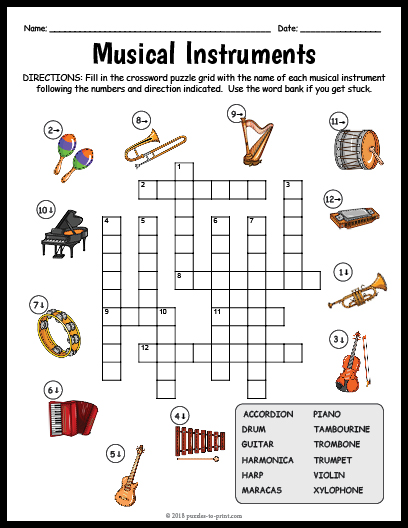 Name: Date:
Musical Instruments
DIRECTIONS: Fill in the crossword puzzle grid with the name of each musical instrument
following the numbers and direction indicated. Use the word bank if you get stuck.
2→
8→
9→
11→
1
2
3
10↓
12→
4
5
6
7
8
1↓
7↓
9
10
11
3↓
12
6↓
4↓
5↓
ACCORDION PIANO
DRUM TAMBOURINE
GUITAR TROMBONE
HARMONICA TRUMPET
HARP VIOLIN
MARACAS XYLOPHONE
© 2018 puzzles-to-print.com